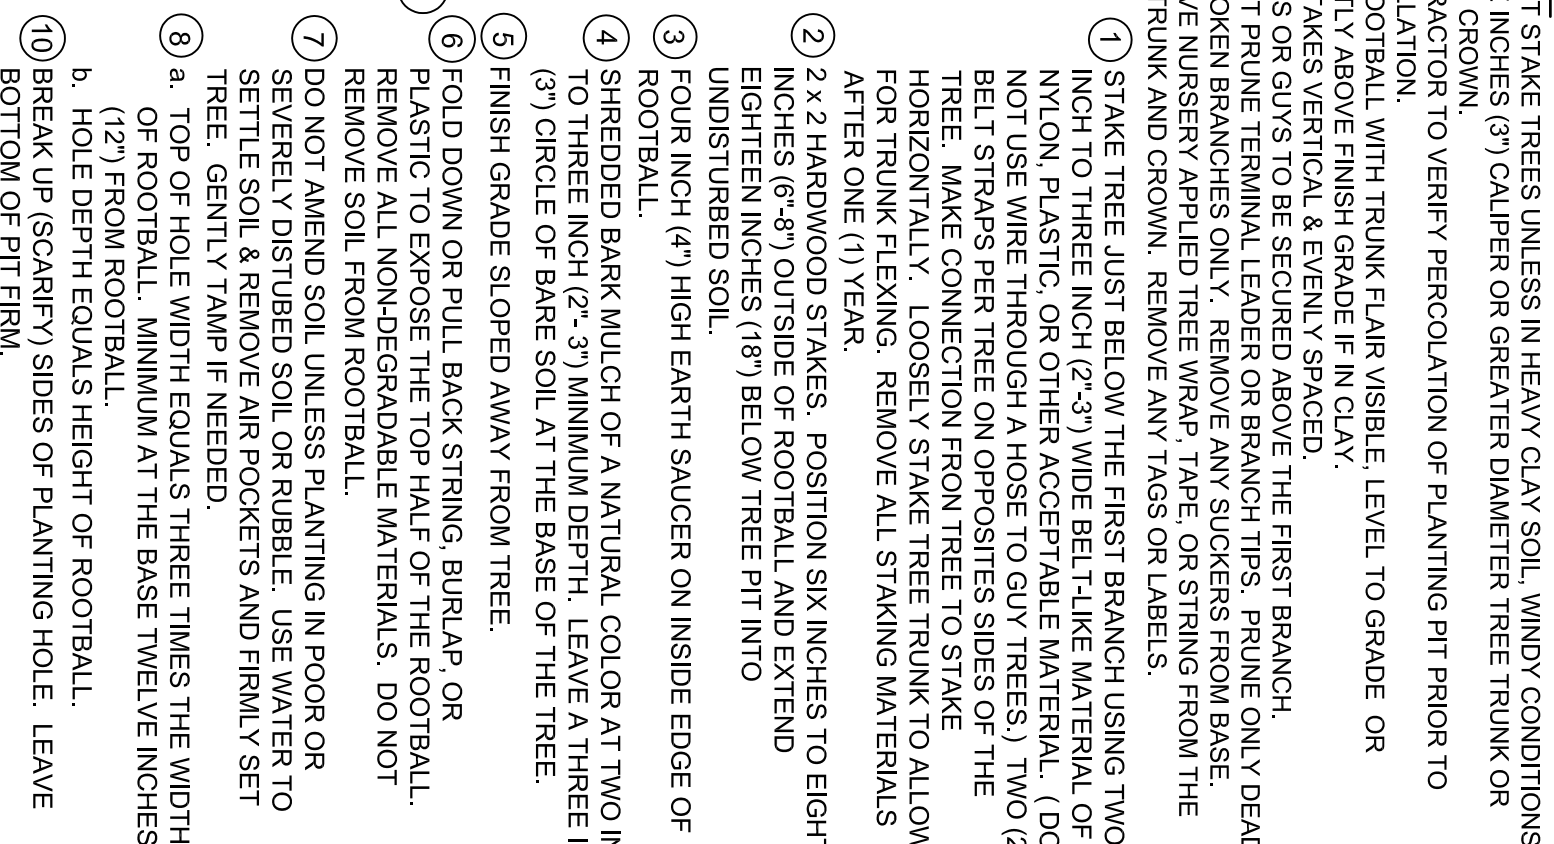 T STAKE TREES UNLESS IN HEAVY CLAY SOIL, WINDY CONDITIONS
INCHES (3") CALIPER OR GREATER DIAMETER TREE TRUNK OR
CROWN.
RACTOR TO VERIFY PERCOLATION OF PLANTING PIT PRIOR TO
LLATION.
OOTBALL WITH TRUNK FLAIR VISIBLE, LEVEL TO GRADE OR
TLY ABOVE FINISH GRADE IF IN CLAY.
TAKES VERTICAL & EVENLY SPACED.
S OR GUYS TO BE SECURED ABOVE THE FIRST BRANCH.
T PRUNE TERMINAL LEADER OR BRANCH TIPS. PRUNE ONLY DEAD
OKEN BRANCHES ONLY. REMOVE ANY SUCKERS FROM BASE.
VE NURSERY APPLIED TREE WRAP, TAPE, OR STRING FROM THE
TRUNK AND CROWN. REMOVE ANY TAGS OR LABELS.
1 STAKE TREE JUST BELOW THE FIRST BRANCH USING TWO
INCH TO THREE INCH (2"-3") WIDE BELT-LIKE MATERIAL OF
NYLON, PLASTIC, OR OTHER ACCEPTABLE MATERIAL. ( DO
NOT USE WIRE THROUGH A HOSE TO GUY TREES.) TWO (2
BELT STRAPS PER TREE ON OPPOSITES SIDES OF THE
TREE. MAKE CONNECTION FRON TREE TO STAKE
HORIZONTALLY. LOOSELY STAKE TREE TRUNK TO ALLOW
FOR TRUNK FLEXING. REMOVE ALL STAKING MATERIALS
AFTER ONE (1) YEAR.
2 2 x 2 HARDWOOD STAKES. POSITION SIX INCHES TO EIGHT
INCHES (6"-8") OUTSIDE OF ROOTBALL AND EXTEND
EIGHTEEN INCHES (18") BELOW TREE PIT INTO
UNDISTURBED SOIL.
3 FOUR INCH (4") HIGH EARTH SAUCER ON INSIDE EDGE OF
ROOTBALL.
4 SHREDDED BARK MULCH OF A NATURAL COLOR AT TWO IN
TO THREE INCH (2"- 3") MINIMUM DEPTH. LEAVE A THREE I
(3") CIRCLE OF BARE SOIL AT THE BASE OF THE TREE.
5 FINISH GRADE SLOPED AWAY FROM TREE.
6 FOLD DOWN OR PULL BACK STRING, BURLAP, OR
PLASTIC TO EXPOSE THE TOP HALF OF THE ROOTBALL.
REMOVE ALL NON-DEGRADABLE MATERIALS. DO NOT
REMOVE SOIL FROM ROOTBALL.
7 DO NOT AMEND SOIL UNLESS PLANTING IN POOR OR
SEVERELY DISTUBED SOIL OR RUBBLE. USE WATER TO
SETTLE SOIL & REMOVE AIR POCKETS AND FIRMLY SET
TREE. GENTLY TAMP IF NEEDED.
8 a. TOP OF HOLE WIDTH EQUALS THREE TIMES THE WIDTH
OF ROOTBALL. MINIMUM AT THE BASE TWELVE INCHES
(12") FROM ROOTBALL.
b. HOLE DEPTH EQUALS HEIGHT OF ROOTBALL.
10 BREAK UP (SCARIFY) SIDES OF PLANTING HOLE. LEAVE
BOTTOM OF PIT FIRM.